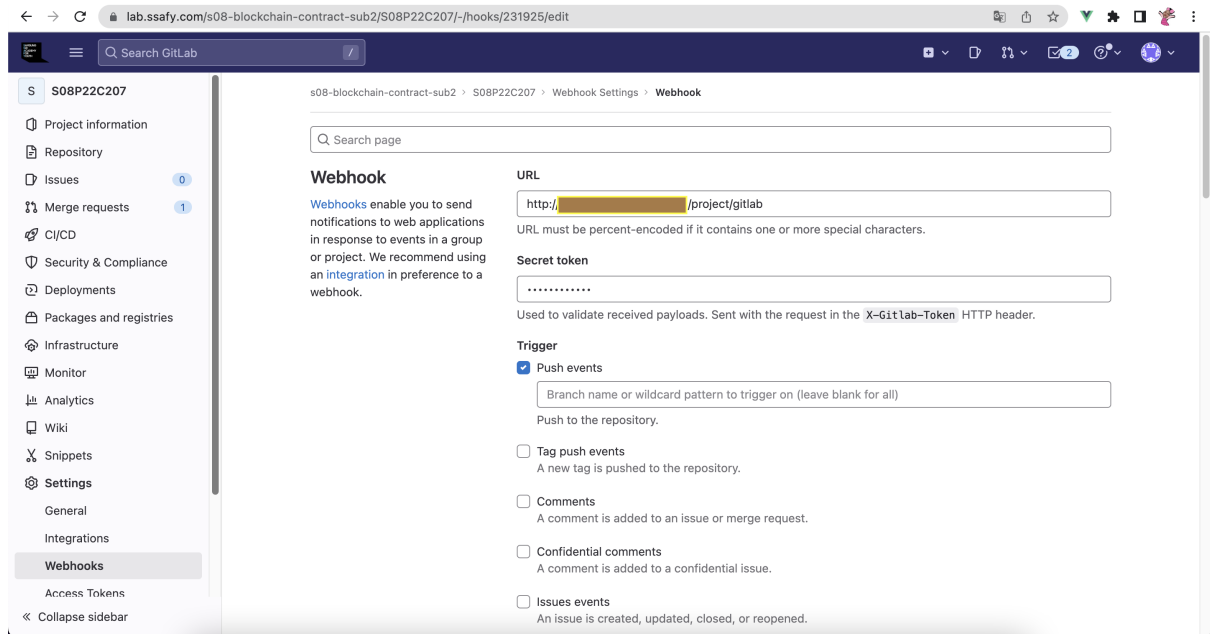 lab.ssafy.com/s08-blockchain-contract-sub2/S08P22C207/-/hooks/231925/edit
Search GitLab
/
2
S S08P22C207
Project information
Repository
Issues 0
Merge requests 1
CI/CD
Security & Compliance
Deployments
Packages and registries
Infrastructure
Monitor
Analytics
Wiki
Snippets
Settings
General
Integrations
Webhooks
Access Tokens
Collapse sidebar
s08-blockchain-contract-sub2 > S08P22C207 > Webhook Settings > Webhook
Search page
Webhook
Webhooks enable you to send
notifications to web applications
in response to events in a group
or project. We recommend using
an integration in preference to a
webhook.
URL
http:// /project/gitlab
URL must be percent-encoded if it contains one or more special characters.
Secret token
••••••••••••
Used to validate received payloads. Sent with the request in the X-Gitlab-Token HTTP header.
Trigger
Push events
Branch name or wildcard pattern to trigger on (leave blank for all)
Push to the repository.
Tag push events
A new tag is pushed to the repository.
Comments
A comment is added to an issue or merge request.
Confidential comments
A comment is added to a confidential issue.
Issues events
An issue is created, updated, closed, or reopened.